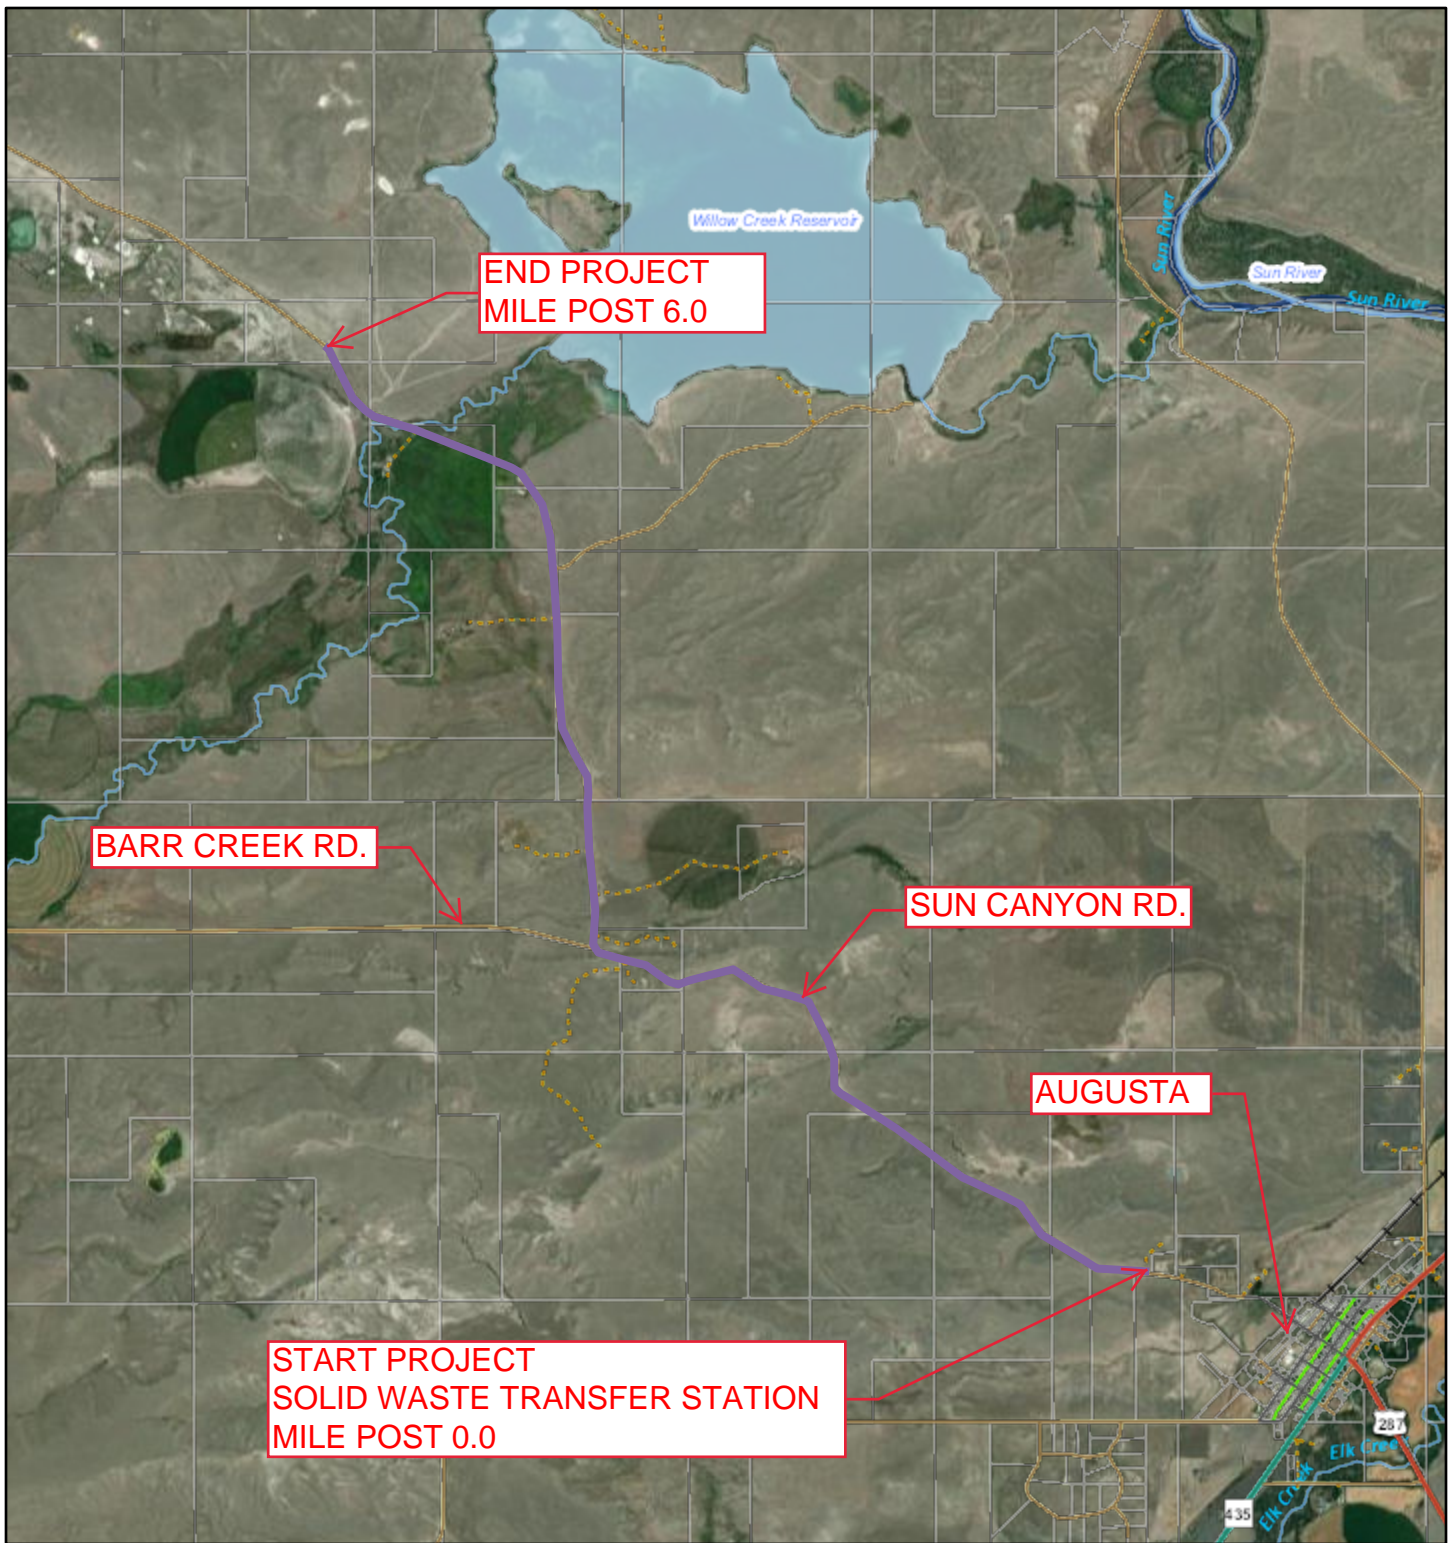 Willow Creek Reservoir
Sun River
Sun River
Sun River
END PROJECT
MILE POST 6.0
BARR CREEK RD.
SUN CANYON RD.
AUGUSTA
START PROJECT
SOLID WASTE TRANSFER STATION
MILE POST 0.0
287
Elk Creek
435